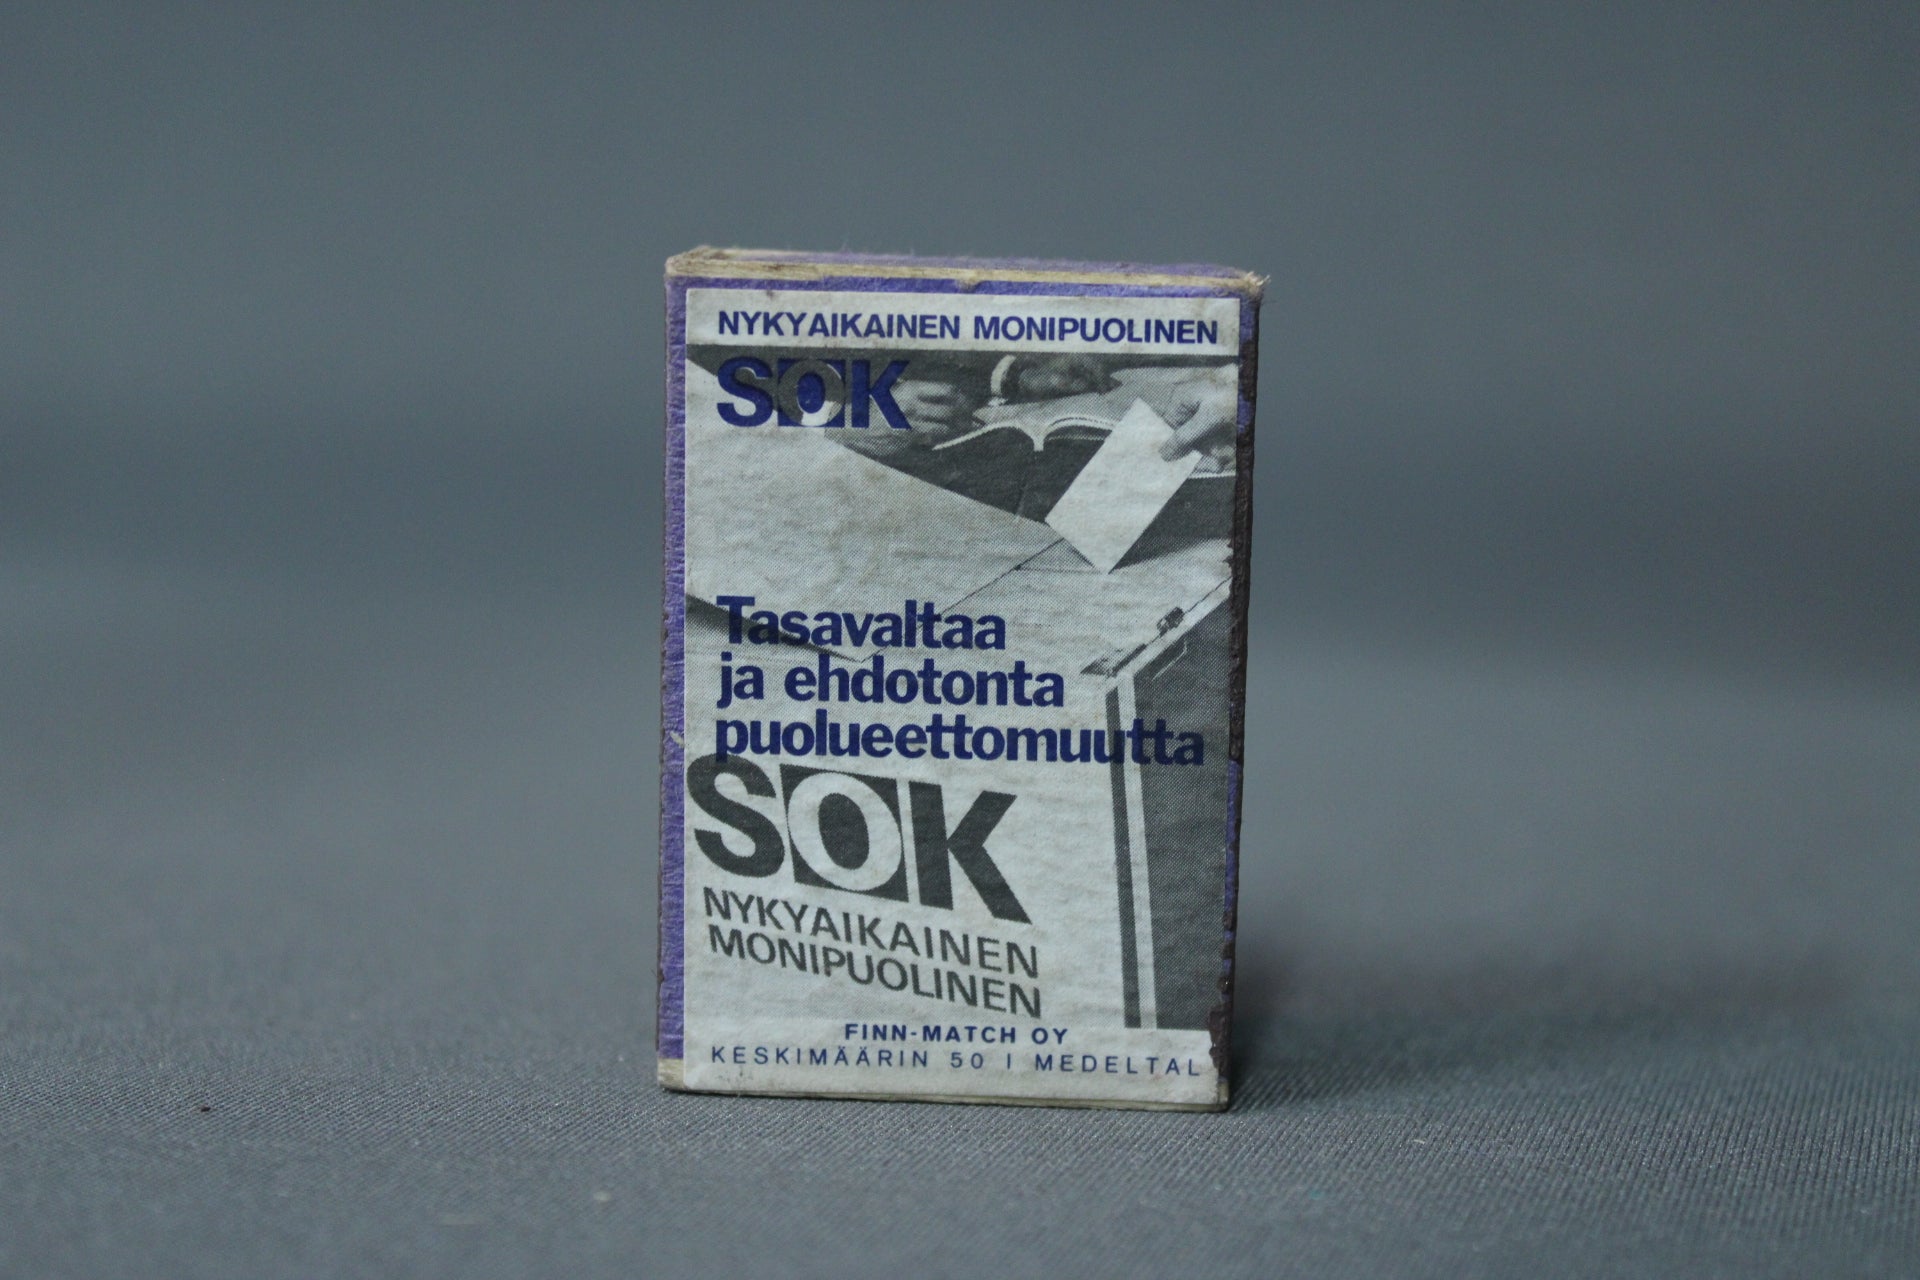 NYKYAIKAINEN MONIPUOLINEN
SOK
Tasavaltaa
ja ehdotonta
puolueettomuutta
SOK
NYKYAIKAINEN
MONIPUOLINEN
FINN-MATCH OY
KESKIMÄÄRIN 50 I MEDELTAL